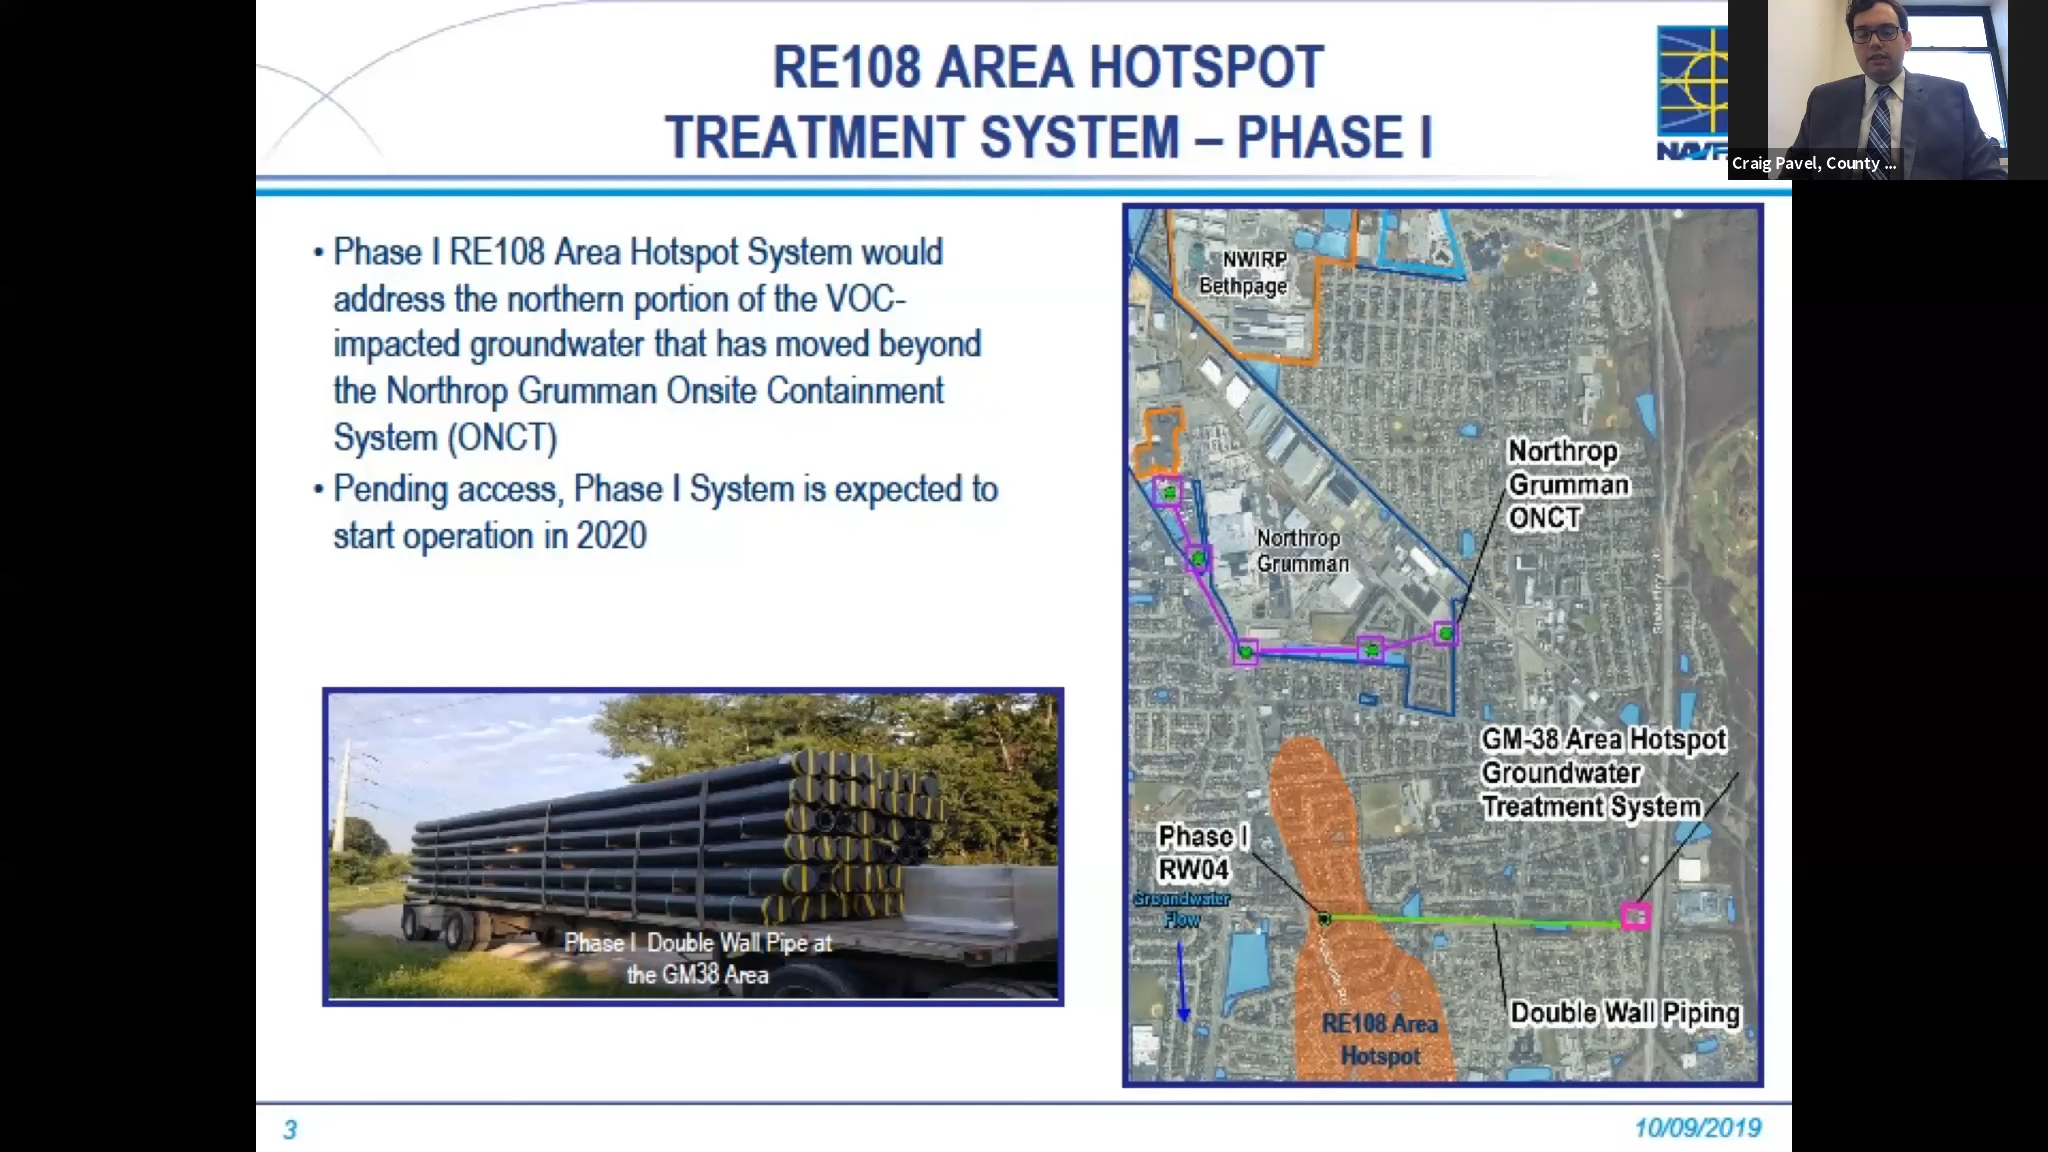 RE108 AREA HOTSPOT
TREATMENT SYSTEM – PHASE I
Craig Pavel, County ...
• Phase I RE108 Area Hotspot System would
address the northern portion of the VOC-
impacted groundwater that has moved beyond
the Northrop Grumman Onsite Containment
System (ONCT)
• Pending access, Phase I System is expected to
start operation in 2020
Phase I Double Wall Pipe at
the GM38 Area
NWIRP
Bethpage
Northrop
Grumman
ONCT
Northrop
Grumman
GM-38 Area Hotspot
Groundwater
Treatment System
Phase I
RW04
Groundwater
Flow
Double Wall Piping
RE108 Area
Hotspot
3
10/09/2019